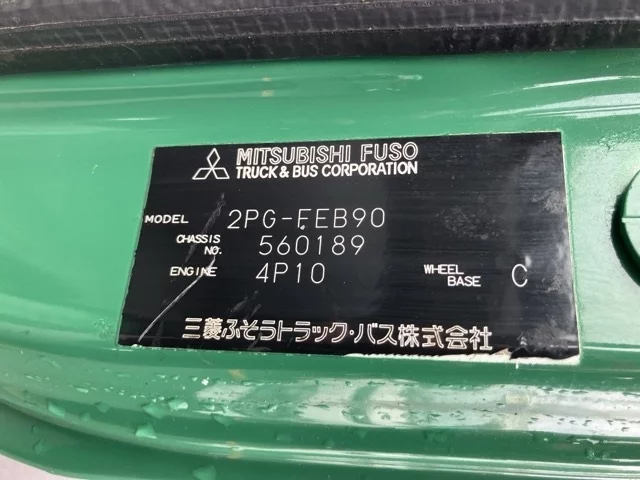 MITSUBISHI FUSO
TRUCK & BUS CORPORATION
MODEL 2PG-FEB90
CHASSIS NO. 560189
ENGINE 4P10 WHEEL BASE C
三菱ふそうトラック・バス株式会社